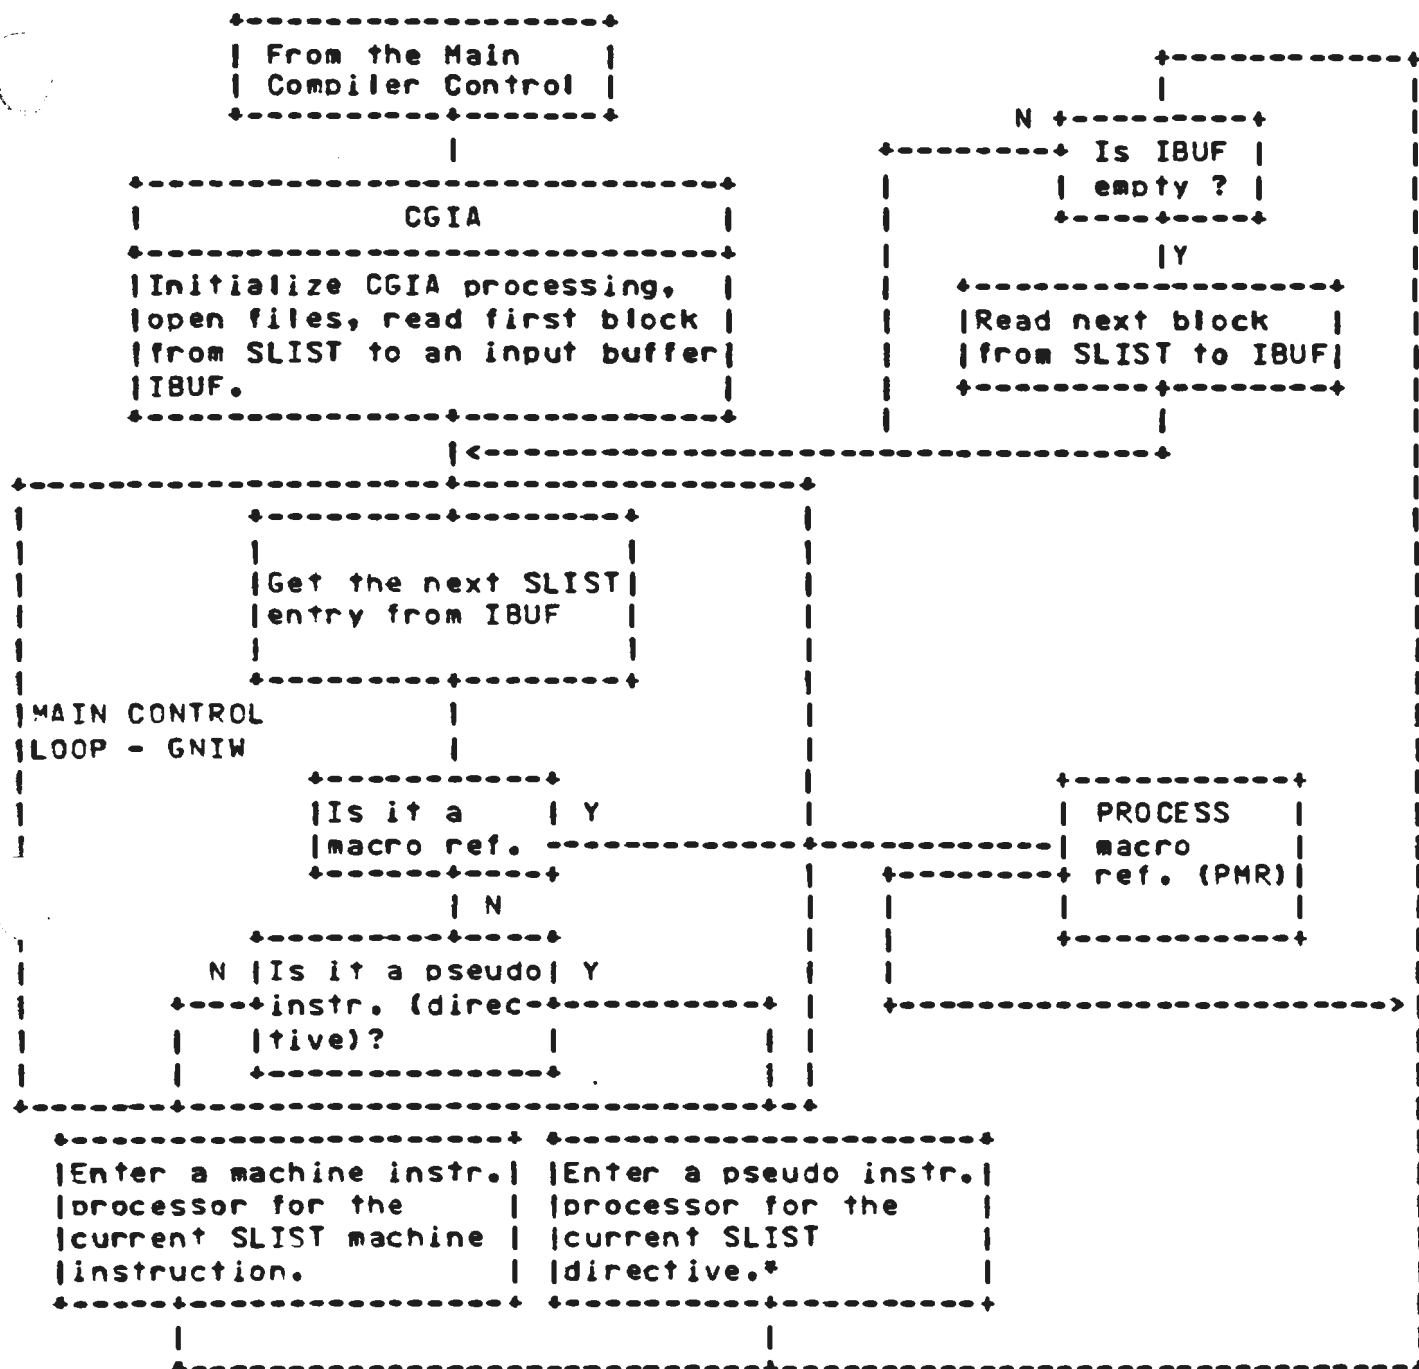 From the Main
Compiler Control
N
Is IBUF
empty ?
CGIA
Y
Initialize CGIA processing,
open files, read first block
from SLIST to an input buffer
IBUF.
Read next block
from SLIST to IBUF
Get the next SLIST
entry from IBUF
MAIN CONTROL
LOOP - GNIW
Is it a
macro ref.
Y
PROCESS
macro
ref. (PMR)
N
N
Is it a pseudo
instr. (direc-
tive)?
Y
Enter a machine instr.
processor for the
current SLIST machine
instruction.
Enter a pseudo instr.
processor for the
current SLIST
directive.*